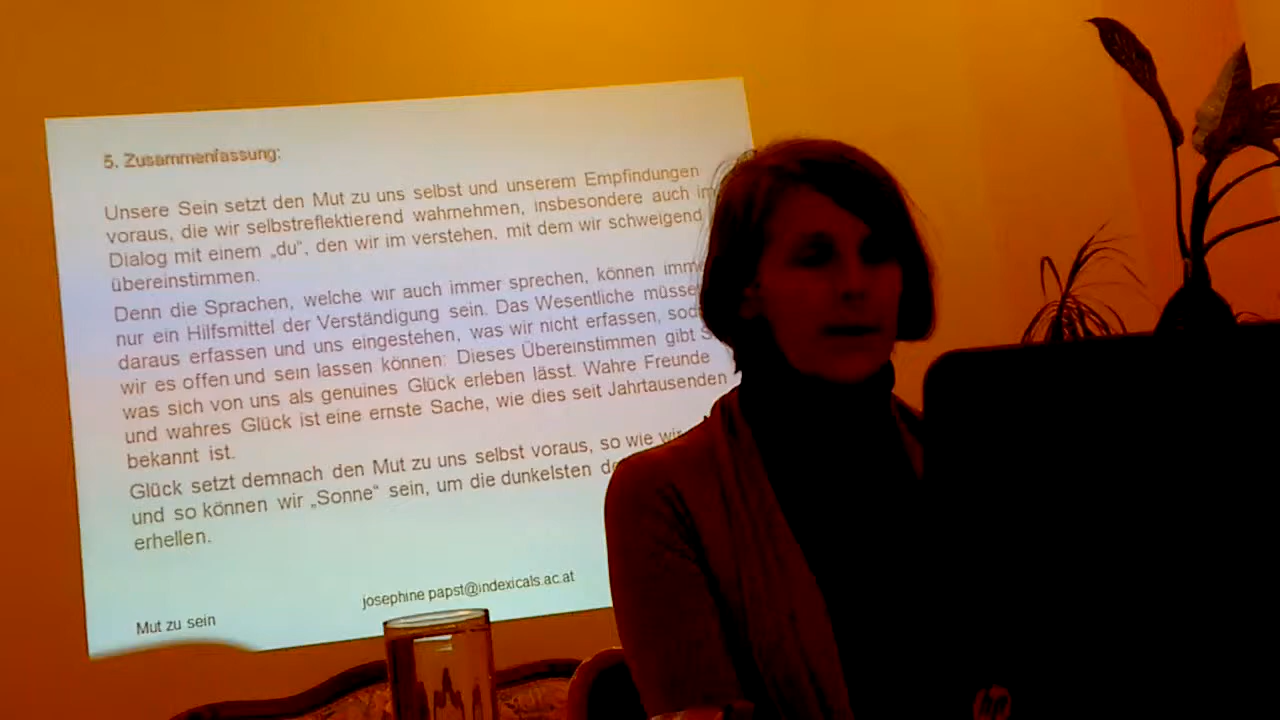 5. Zusammenfassung:
Unsere Sein setzt den Mut zu uns selbst und unserem Empfindungen
voraus, die wir selbstreflektierend wahrnehmen, insbesondere auch im
Dialog mit einem „du“, den wir im verstehen, mit dem wir schweigend
übereinstimmen.
Denn die Sprachen, welche wir auch immer sprechen, können
nur ein Hilfsmittel der Verständigung sein. Das Wesentliche
daraus erfassen und uns eingestehen, was wir nicht erfassen,
wir es offen und sein lassen können: Dieses Übereinstimmen gibt
was sich von uns als genuines Glück erleben lässt. Wahre Freunde
und wahres Glück ist eine ernste Sache, wie dies seit Jahrtausenden
bekannt ist.
Glück setzt demnach den Mut zu uns selbst voraus, so wie wir
und so können wir „Sonne“ sein, um die dunkelsten
erhellen.
josephine papst@indexicals.ac.at
Mut zu sein